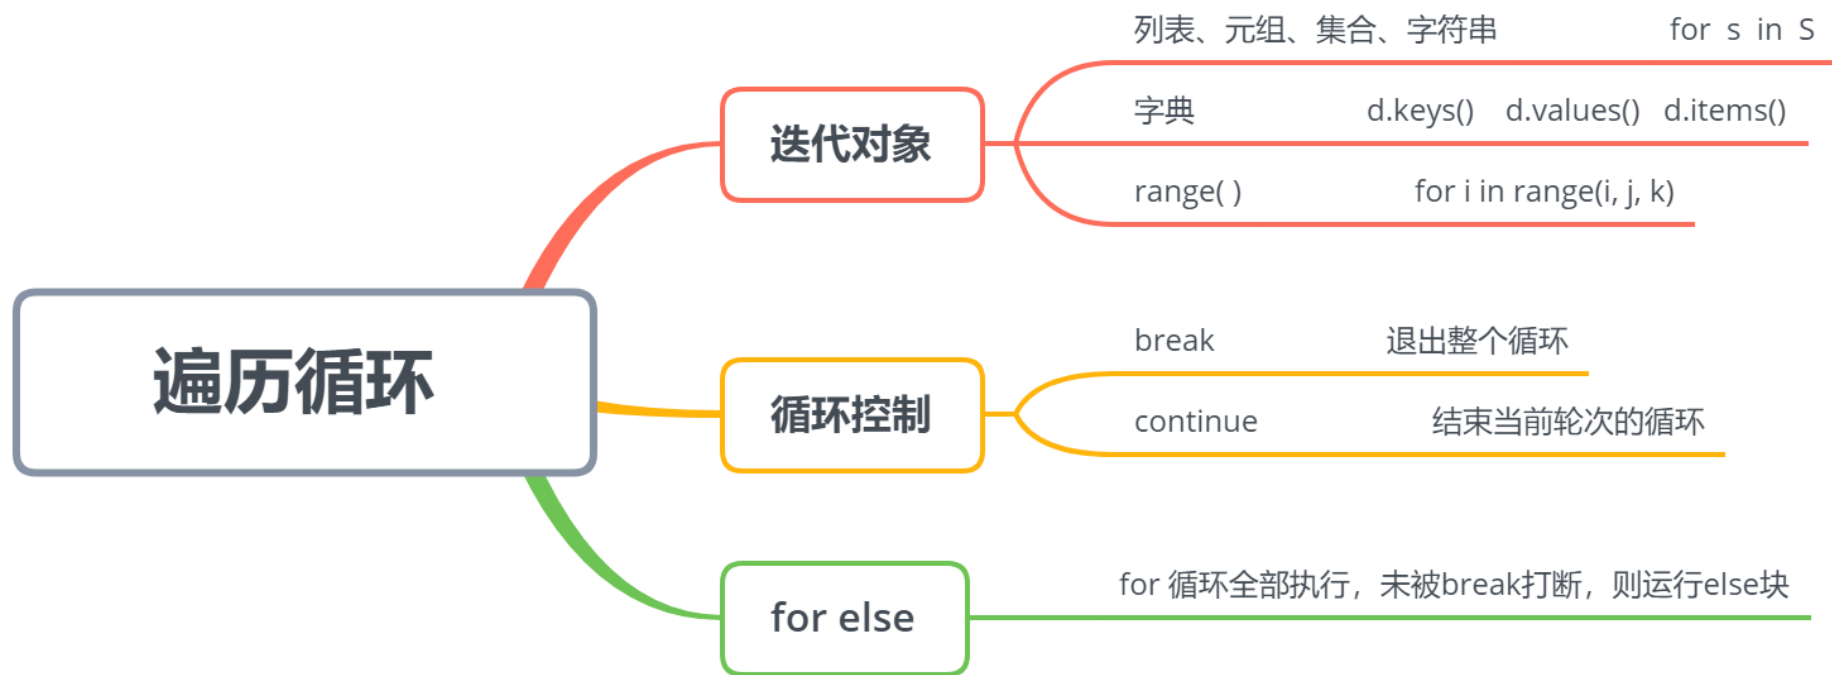 遍历循环
迭代对象
列表、元组、集合、字符串 for s in S
字典 d.keys() d.values() d.items()
range( ) for i in range(i, j, k)
循环控制
break 退出整个循环
continue 结束当前轮次的循环
for else
for 循环全部执行，未被break打断，则运行else块